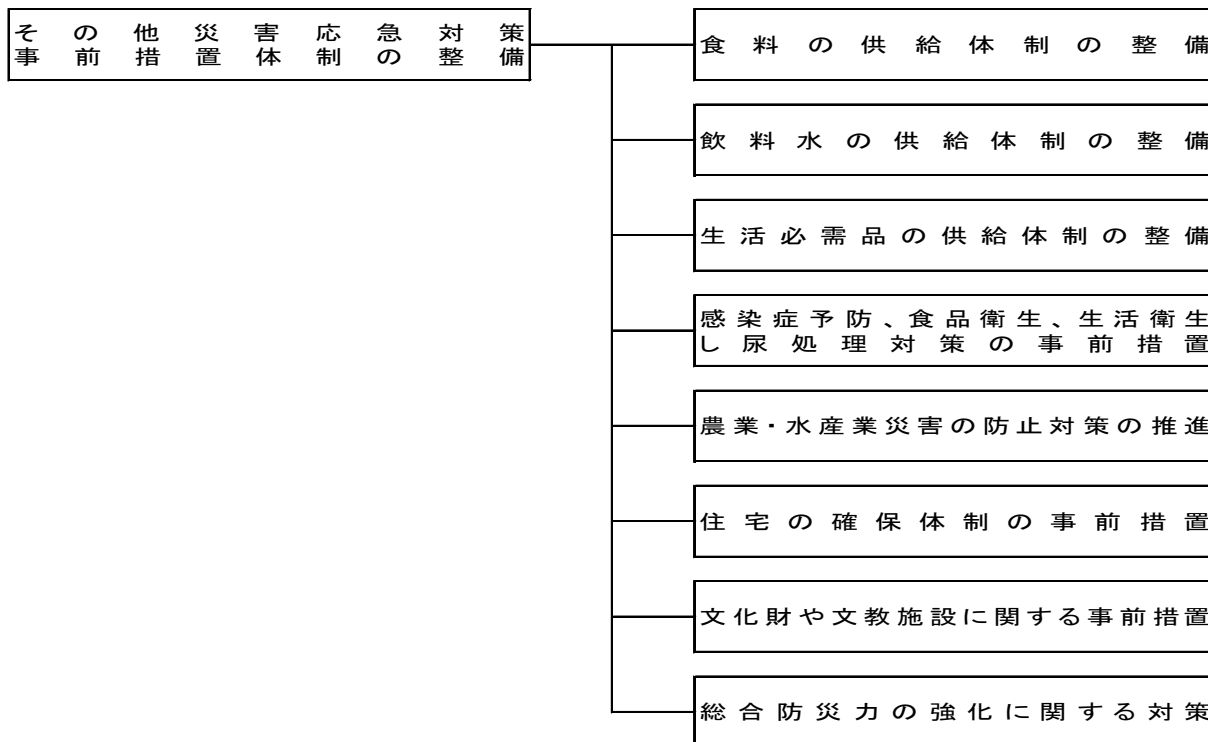 その他災害応急対策
事前措置体制の整備
食料の供給体制の整備
飲料水の供給体制の整備
生活必需品の供給体制の整備
感染症予防、食品衛生、生活衛生
し尿処理対策の事前措置
農業・水産業災害の防止対策の推進
住宅の確保体制の事前措置
文化財や文教施設に関する事前措置
総合防災力の強化に関する対策